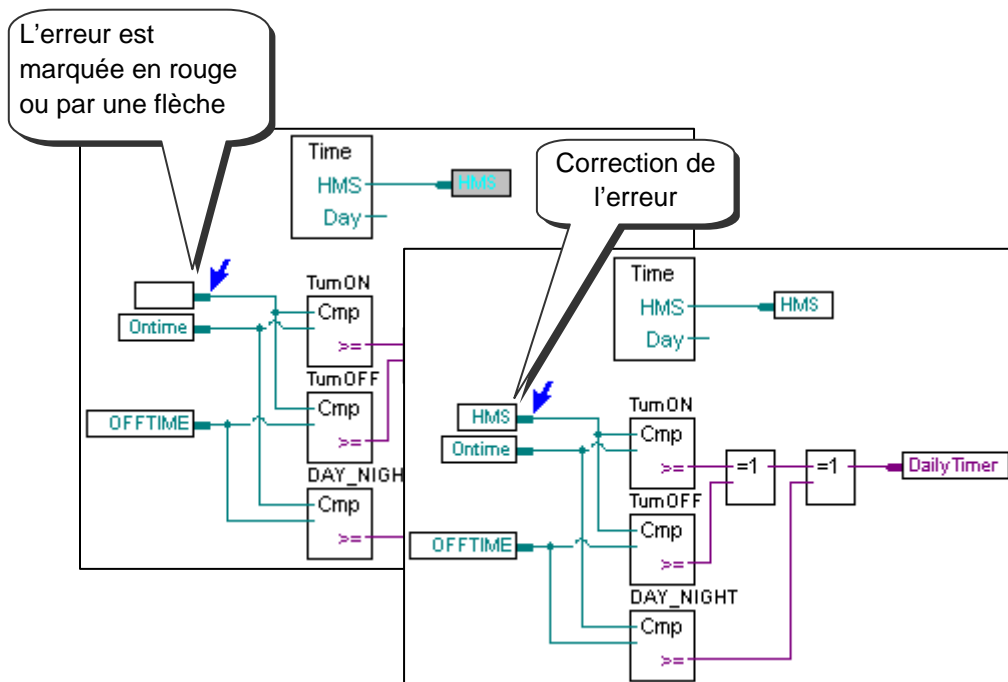 L'erreur est
marquée en rouge
ou par une flèche
Time
HMS
HMS
Day
TurnON
Cmp
>=
Ontime
TurnOFF
Cmp
>=
OFFTIME
DAY_NIGH
Cmp
>=
Correction de
l'erreur
Time
HMS
HMS
Day
HMS
TurnON
Cmp
>=
Ontime
=1
=1
DailyTimer
TurnOFF
Cmp
>=
OFFTIME
DAY_NIGHT
Cmp
>=